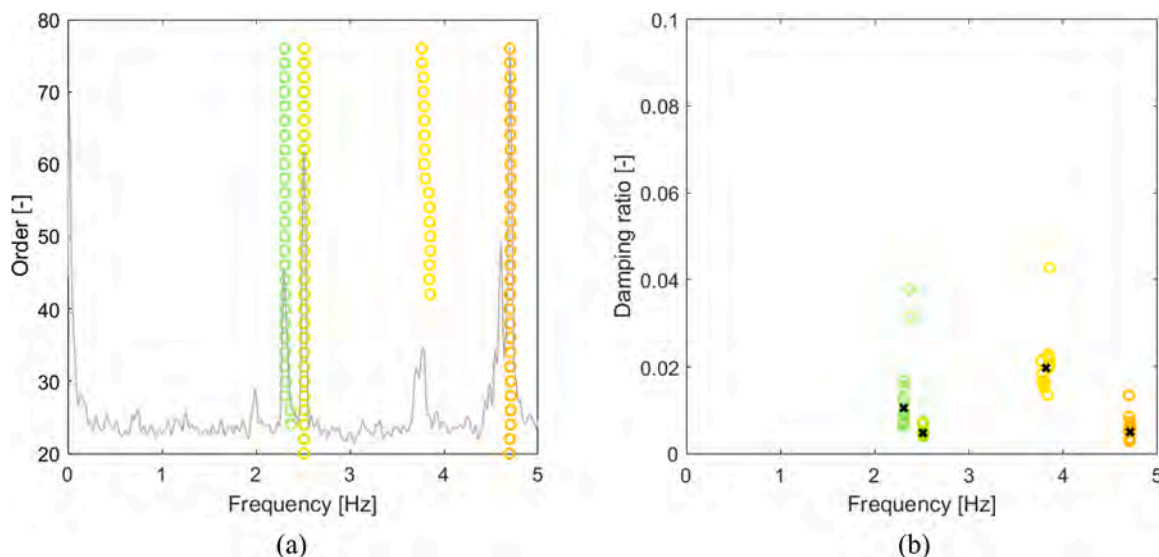 80
70
60
50
40
30
20
Order [-]
0 1 2 3 4 5
Frequency [Hz]
(a)
0.1
0.08
0.06
0.04
0.02
0
Damping ratio [-]
0 1 2 3 4 5
Frequency [Hz]
(b)